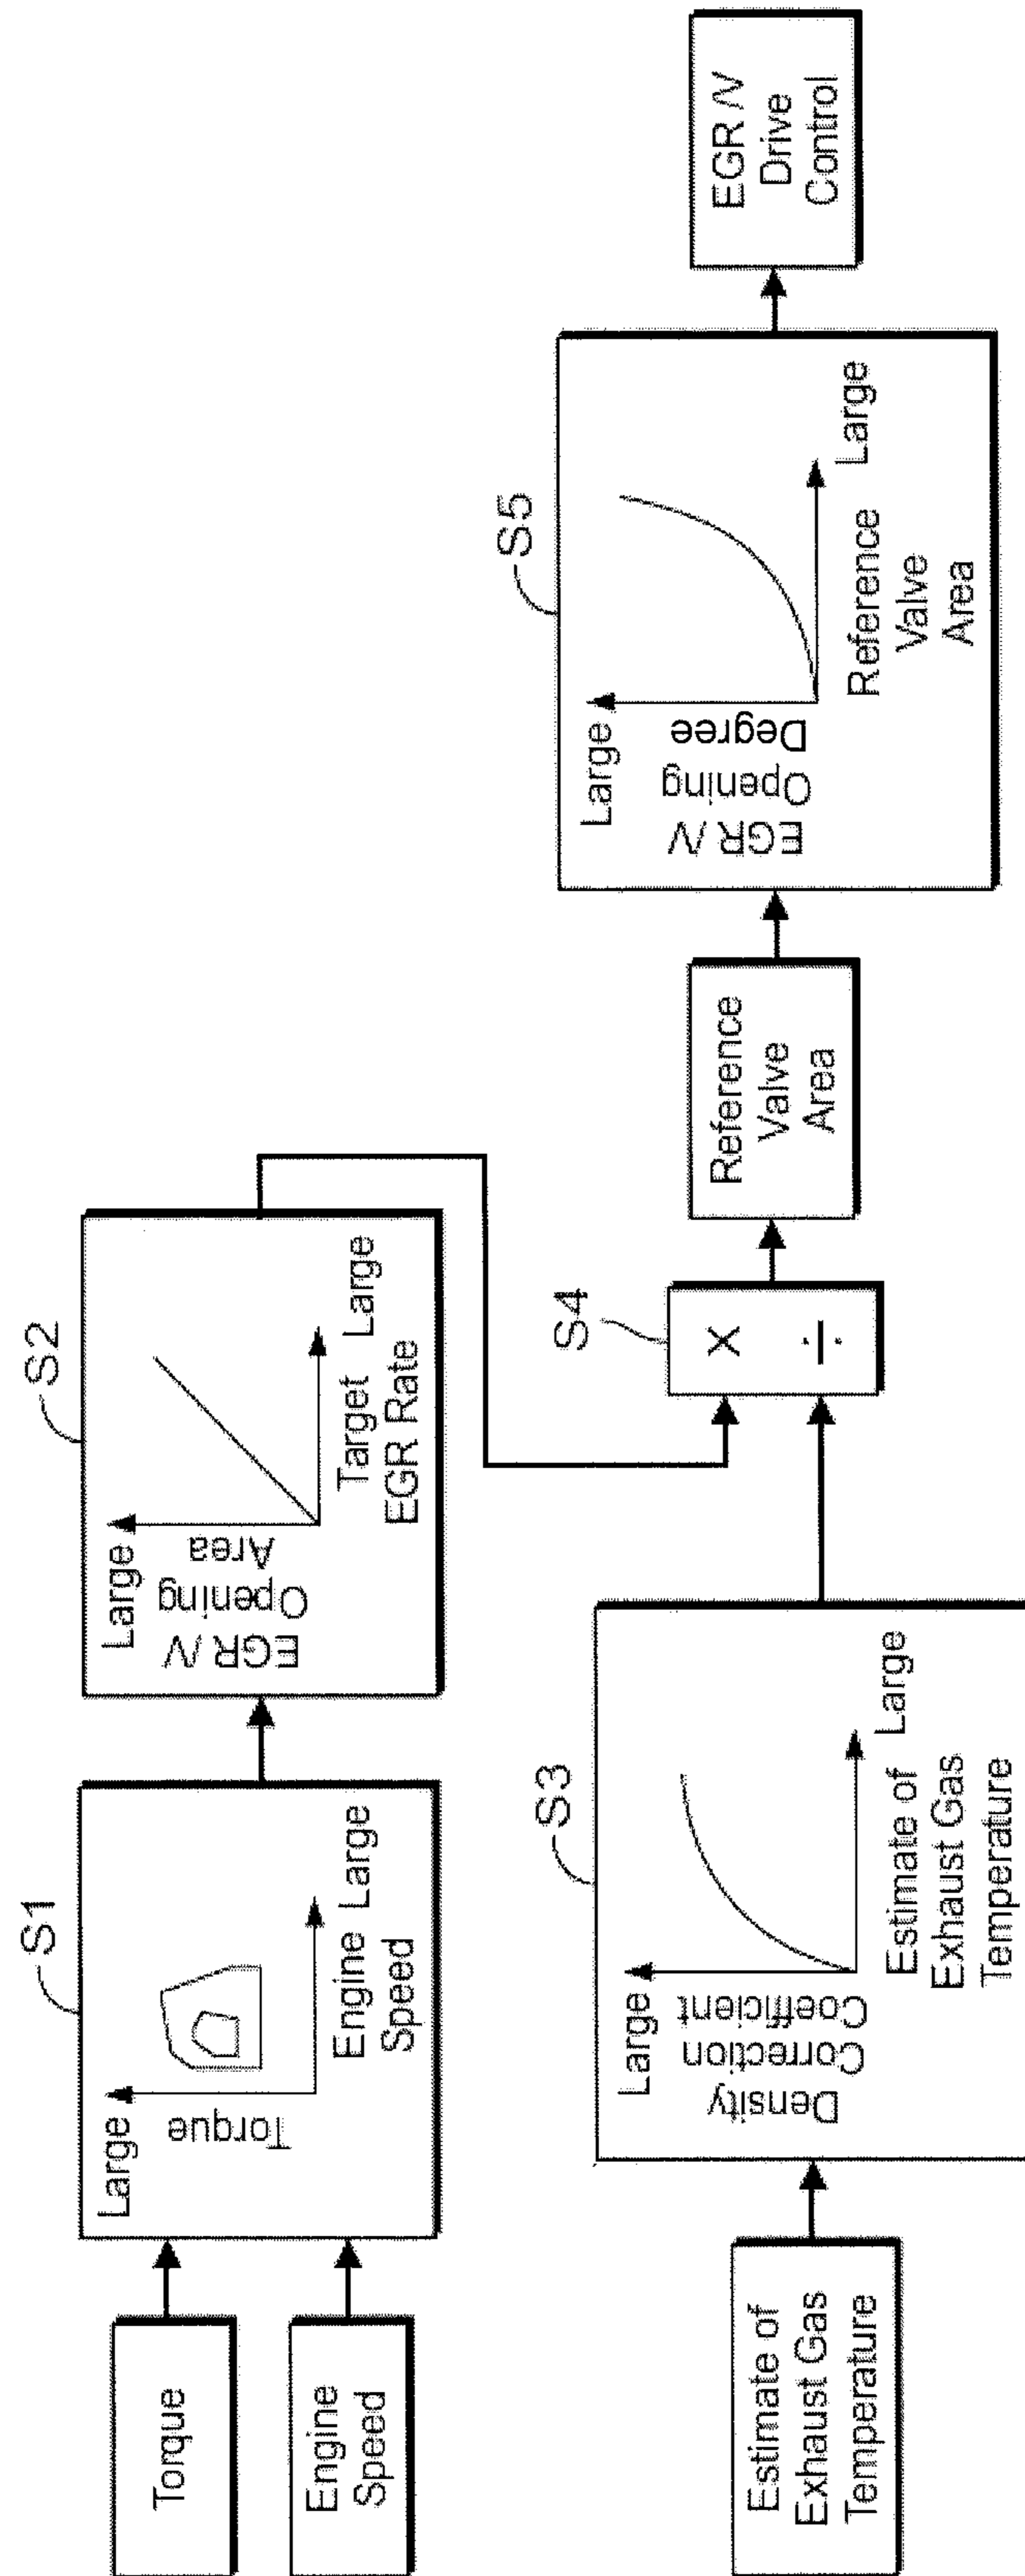 Torque
Engine
Speed
S1
Large
Torque
Engine
Speed
Large
S2
Large
EGR /V
Opening
Area
Target
EGR Rate
Large
Estimate of
Exhaust Gas
Temperature
S3
Large
Density
Correction
Coefficient
Estimate of
Exhaust Gas
Temperature
Large
S4
X
÷
Reference
Valve
Area
S5
Large
EGR /V
Opening
Degree
Reference
Valve
Area
Large
EGR /V
Drive
Control